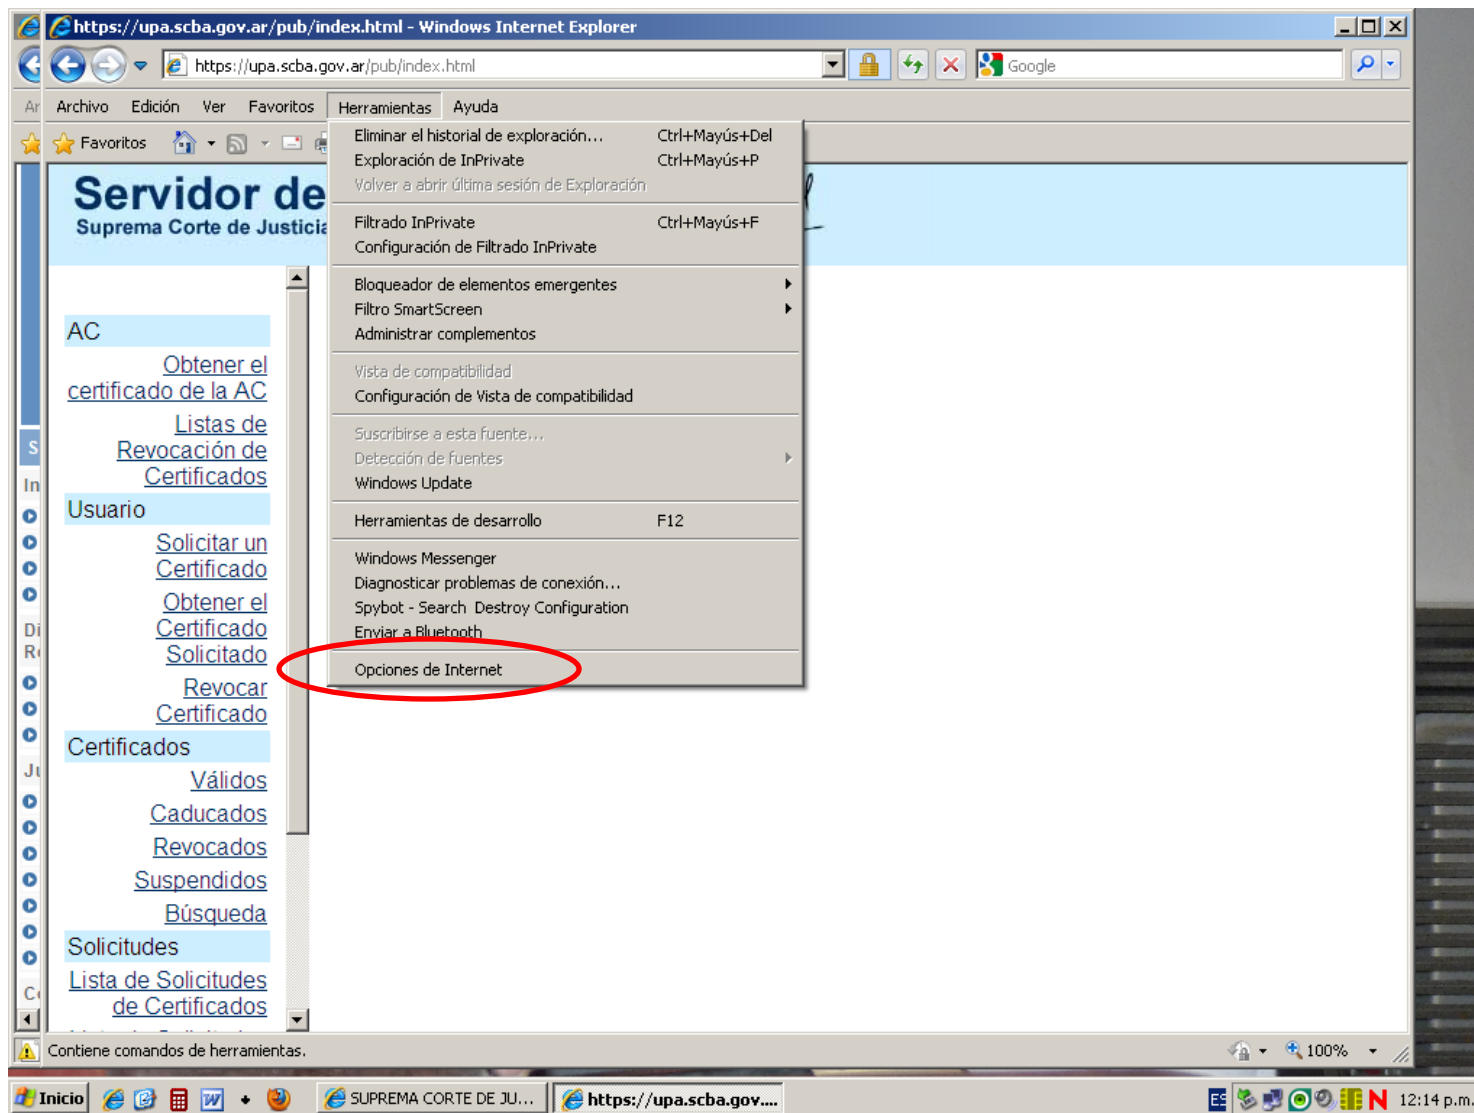 https://upa.scba.gov.ar/pub/index.html - Windows Internet Explorer
https://upa.scba.gov.ar/pub/index.html
Google
Archivo Edición Ver Favoritos Herramientas Ayuda
Favoritos
Eliminar el historial de exploración... Ctrl+Mayús+Del
Exploración de InPrivate Ctrl+Mayús+P
Volver a abrir última sesión de Exploración
Filtrado InPrivate Ctrl+Mayús+F
Configuración de Filtrado InPrivate
Bloqueador de elementos emergentes
Filtro SmartScreen
Administrar complementos
Vista de compatibilidad
Configuración de Vista de compatibilidad
Suscribirse a esta fuente...
Detección de fuentes
Windows Update
Herramientas de desarrollo F12
Windows Messenger
Diagnosticar problemas de conexión...
Spybot - Search Destroy Configuration
Enviar a Bluetooth
Opciones de Internet
Servidor de
Suprema Corte de Justicia
AC
Obtener el
certificado de la AC
Listas de
Revocación de
Certificados
Usuario
Solicitar un
Certificado
Obtener el
Certificado
Solicitado
Revocar
Certificado
Certificados
Válidos
Caducados
Revocados
Suspendidos
Búsqueda
Solicitudes
Lista de Solicitudes
de Certificados
Contiene comandos de herramientas.
100%
Inicio
SUPREMA CORTE DE JU...
https://upa.scba.gov....
ES
12:14 p.m.